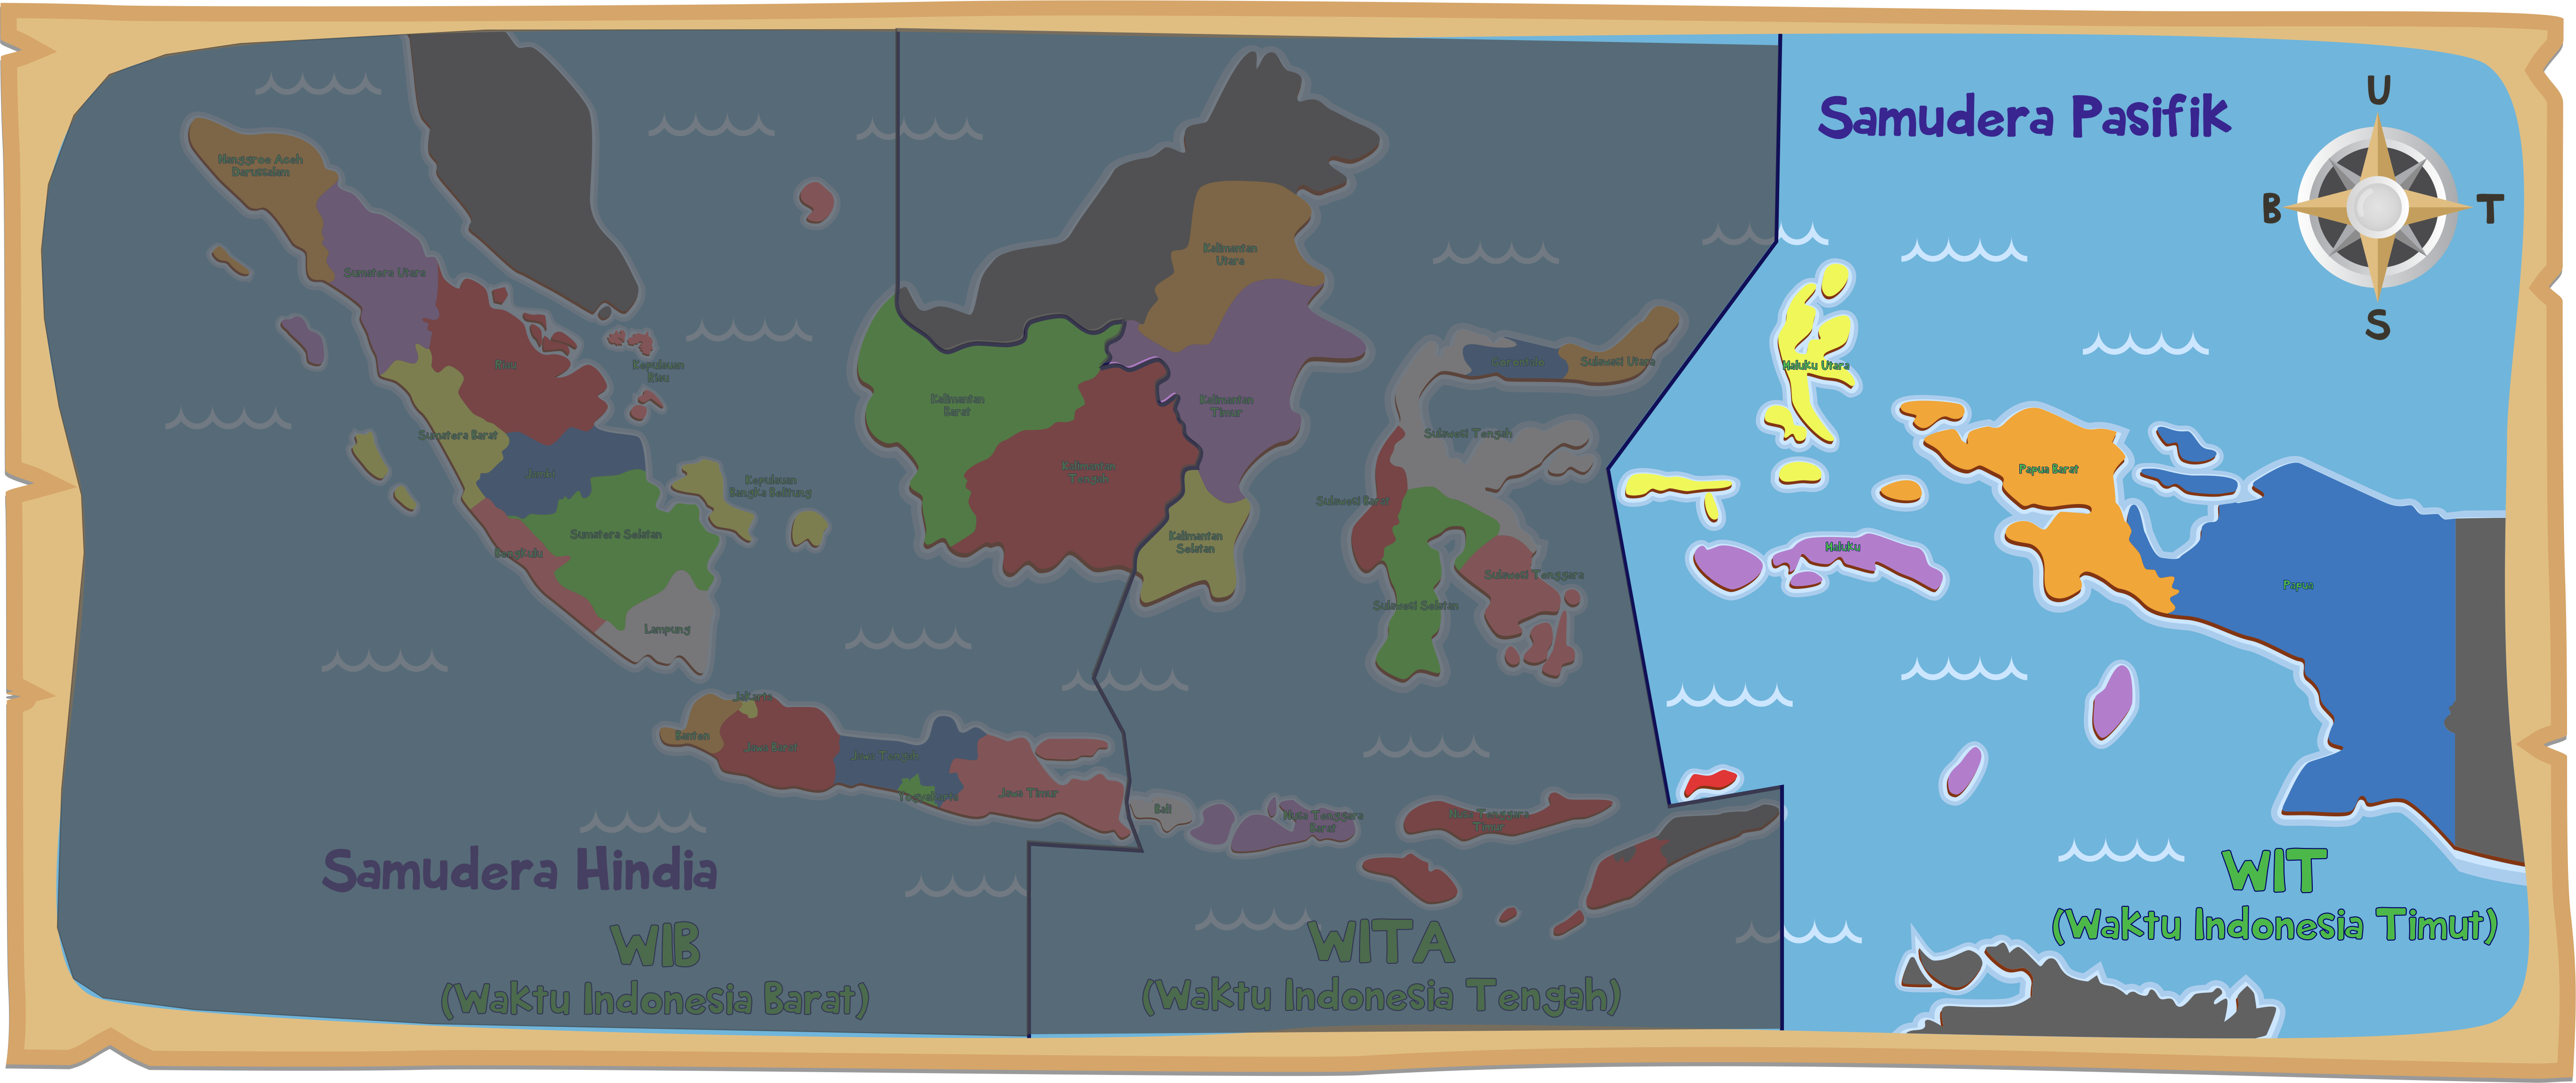 Samudera Pasifik
U
B
T
S
Nanggroe Aceh
Darussalam
Sumatera Utara
Riau
Kepulauan
Riau
Sumatera Barat
Jambi
Kepulauan
Bangka Belitung
Sumatera Selatan
Bengkulu
Lampung
Jakarta
Banten
Jawa Barat
Jawa Tengah
Yogyakarta
Jawa Timur
Kalimantan
Utara
Kalimantan
Barat
Kalimantan
Timur
Kalimantan
Tengah
Kalimantan
Selatan
Gorontalo
Sulawesi Utara
Sulawesi Tengah
Sulawesi Barat
Sulawesi Tenggara
Sulawesi Selatan
Bali
Nusa Tenggara
Barat
Nusa Tenggara
Timur
Maluku Utara
Papua Barat
Maluku
Papua
Samudera Hindia
WIB
(Waktu Indonesia Barat)
WITA
(Waktu Indonesia Tengah)
WIT
(Waktu Indonesia Timut)